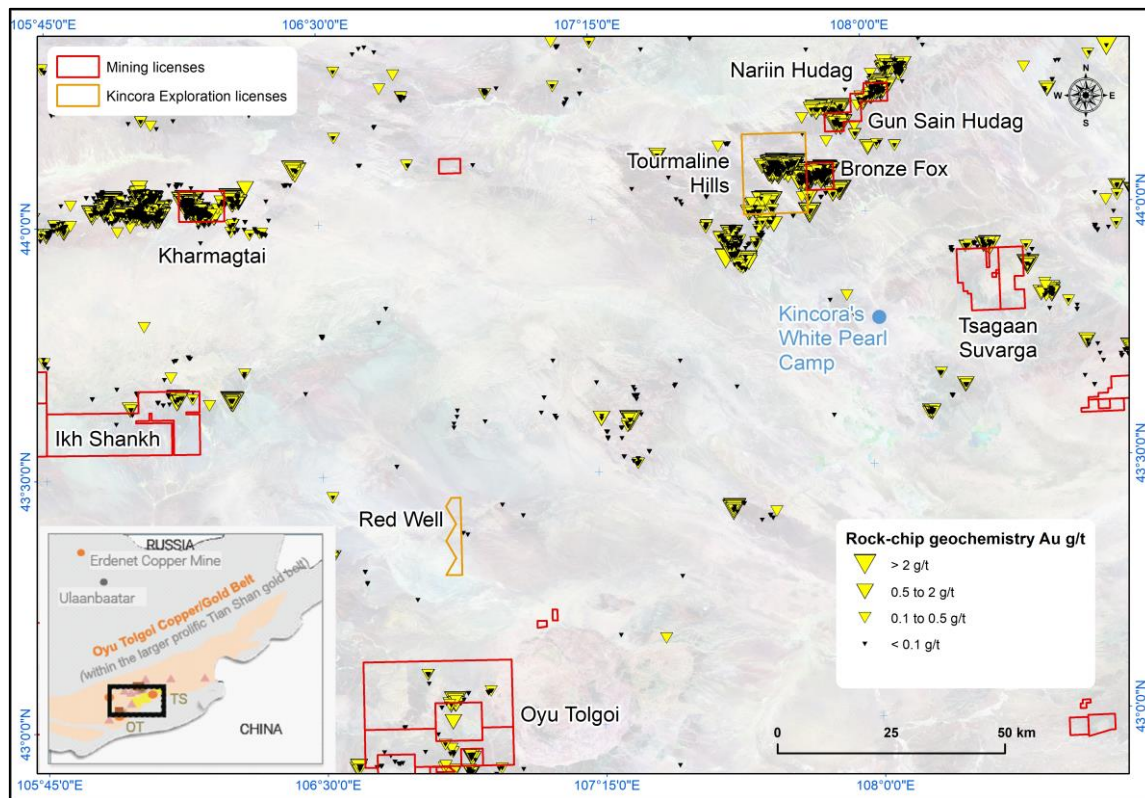 105°45'0"E
106°30'0"E
107°15'0"E
108°0'0"E
Mining licenses
Kincora Exploration licenses
Nariin Hudag
N
W
E
S
Gun Sain Hudag
Tourmaline
Hills
Bronze Fox
44°0'0"N
44°0'0"N
Kharmagtai
Kincora's
White Pearl
Camp
Tsagaan
Suvarga
Ikh Shankh
43°30'0"N
43°30'0"N
Red Well
Rock-chip geochemistry Au g/t
> 2 g/t
0.5 to 2 g/t
0.1 to 0.5 g/t
< 0.1 g/t
RUSSIA
Erdenet Copper Mine
Ulaanbaatar
Oyu Tolgoi Copper/Gold Belt
(within the larger prolific Tian Shan gold belt)
TS
OT
CHINA
Oyu Tolgoi
43°0'0"N
43°0'0"N
0
25
50 km
105°45'0"E
106°30'0"E
107°15'0"E
108°0'0"E